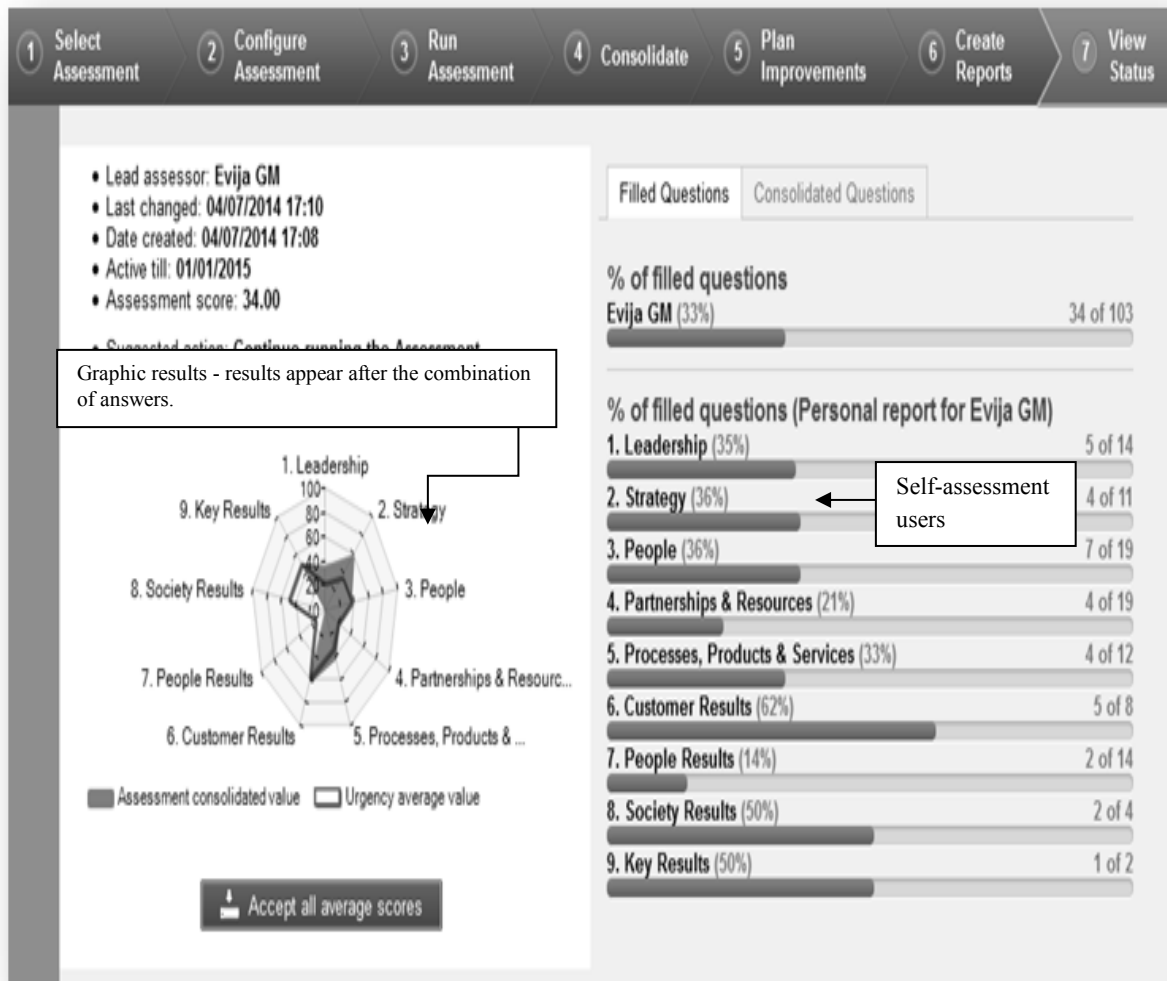 1 Select Assessment
2 Configure Assessment
3 Run Assessment
4 Consolidate
5 Plan Improvements
6 Create Reports
7 View Status
• Lead assessor: Evija GM
• Last changed: 04/07/2014 17:10
• Date created: 04/07/2014 17:08
• Active till: 01/01/2015
• Assessment score: 34.00
• Suggested action: Continue running the Assessment
Graphic results - results appear after the combination
of answers.
1. Leadership
100
80
60
40
20
0
2. Strategy
3. People
4. Partnerships & Resourc...
5. Processes, Products & ...
6. Customer Results
7. People Results
8. Society Results
9. Key Results
Assessment consolidated value
Urgency average value
Accept all average scores
Filled Questions
Consolidated Questions
% of filled questions
Evija GM (33%) 34 of 103
% of filled questions (Personal report for Evija GM)
1. Leadership (35%) 5 of 14
2. Strategy (36%) 4 of 11
Self-assessment
users
3. People (36%) 7 of 19
4. Partnerships & Resources (21%) 4 of 19
5. Processes, Products & Services (33%) 4 of 12
6. Customer Results (62%) 5 of 8
7. People Results (14%) 2 of 14
8. Society Results (50%) 2 of 4
9. Key Results (50%) 1 of 2